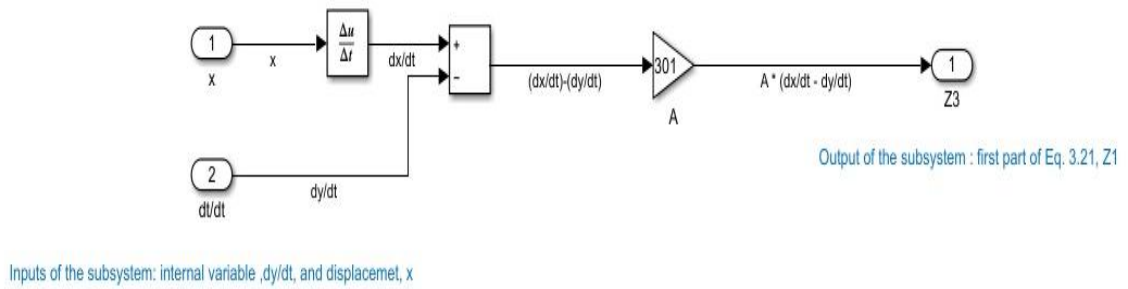 1
x
x
Δu
Δt
dx/dt
+
−
(dx/dt)-(dy/dt)
301
A
A * (dx/dt - dy/dt)
1
Z3
Output of the subsystem : first part of Eq. 3.21, Z1
2
dt/dt
dy/dt
Inputs of the subsystem: internal variable ,dy/dt, and displacemet, x